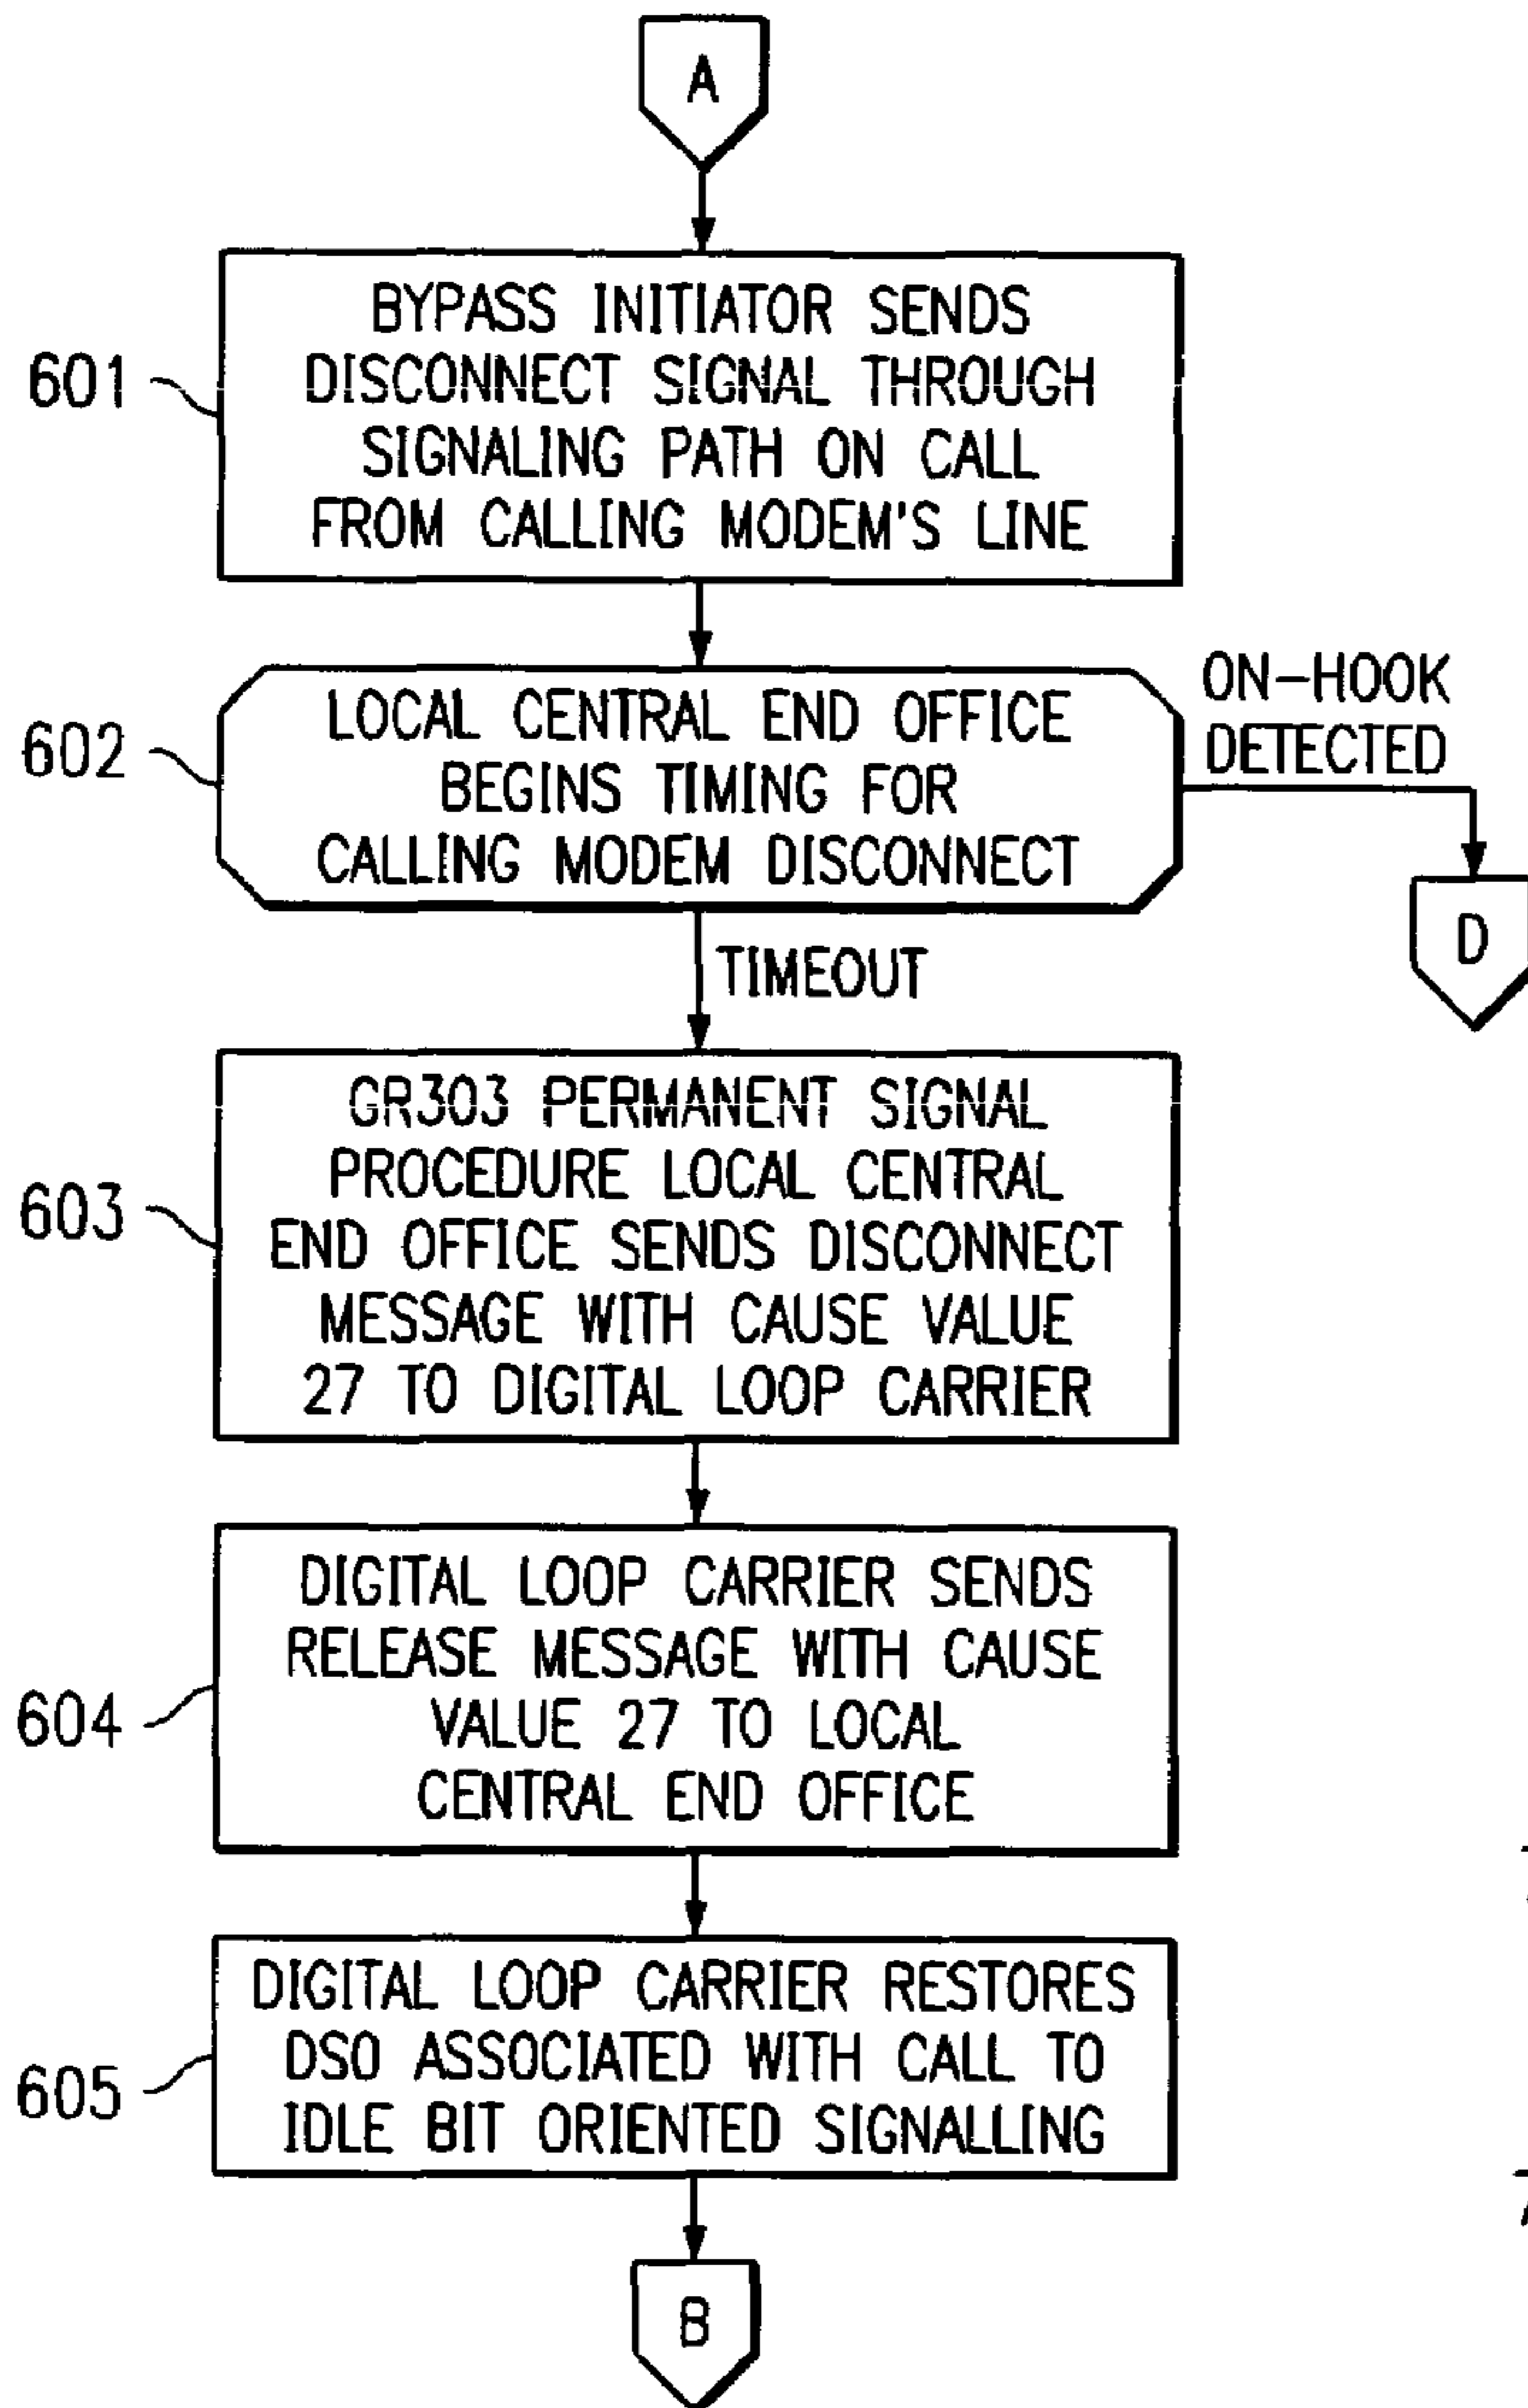 A
601
BYPASS INITIATOR SENDS
DISCONNECT SIGNAL THROUGH
SIGNALING PATH ON CALL
FROM CALLING MODEM'S LINE
602
LOCAL CENTRAL END OFFICE
BEGINS TIMING FOR
CALLING MODEM DISCONNECT
ON-HOOK
DETECTED
D
TIMEOUT
603
GR303 PERMANENT SIGNAL
PROCEDURE LOCAL CENTRAL
END OFFICE SENDS DISCONNECT
MESSAGE WITH CAUSE VALUE
27 TO DIGITAL LOOP CARRIER
604
DIGITAL LOOP CARRIER SENDS
RELEASE MESSAGE WITH CAUSE
VALUE 27 TO LOCAL
CENTRAL END OFFICE
605
DIGITAL LOOP CARRIER RESTORES
DSO ASSOCIATED WITH CALL TO
IDLE BIT ORIENTED SIGNALLING
B